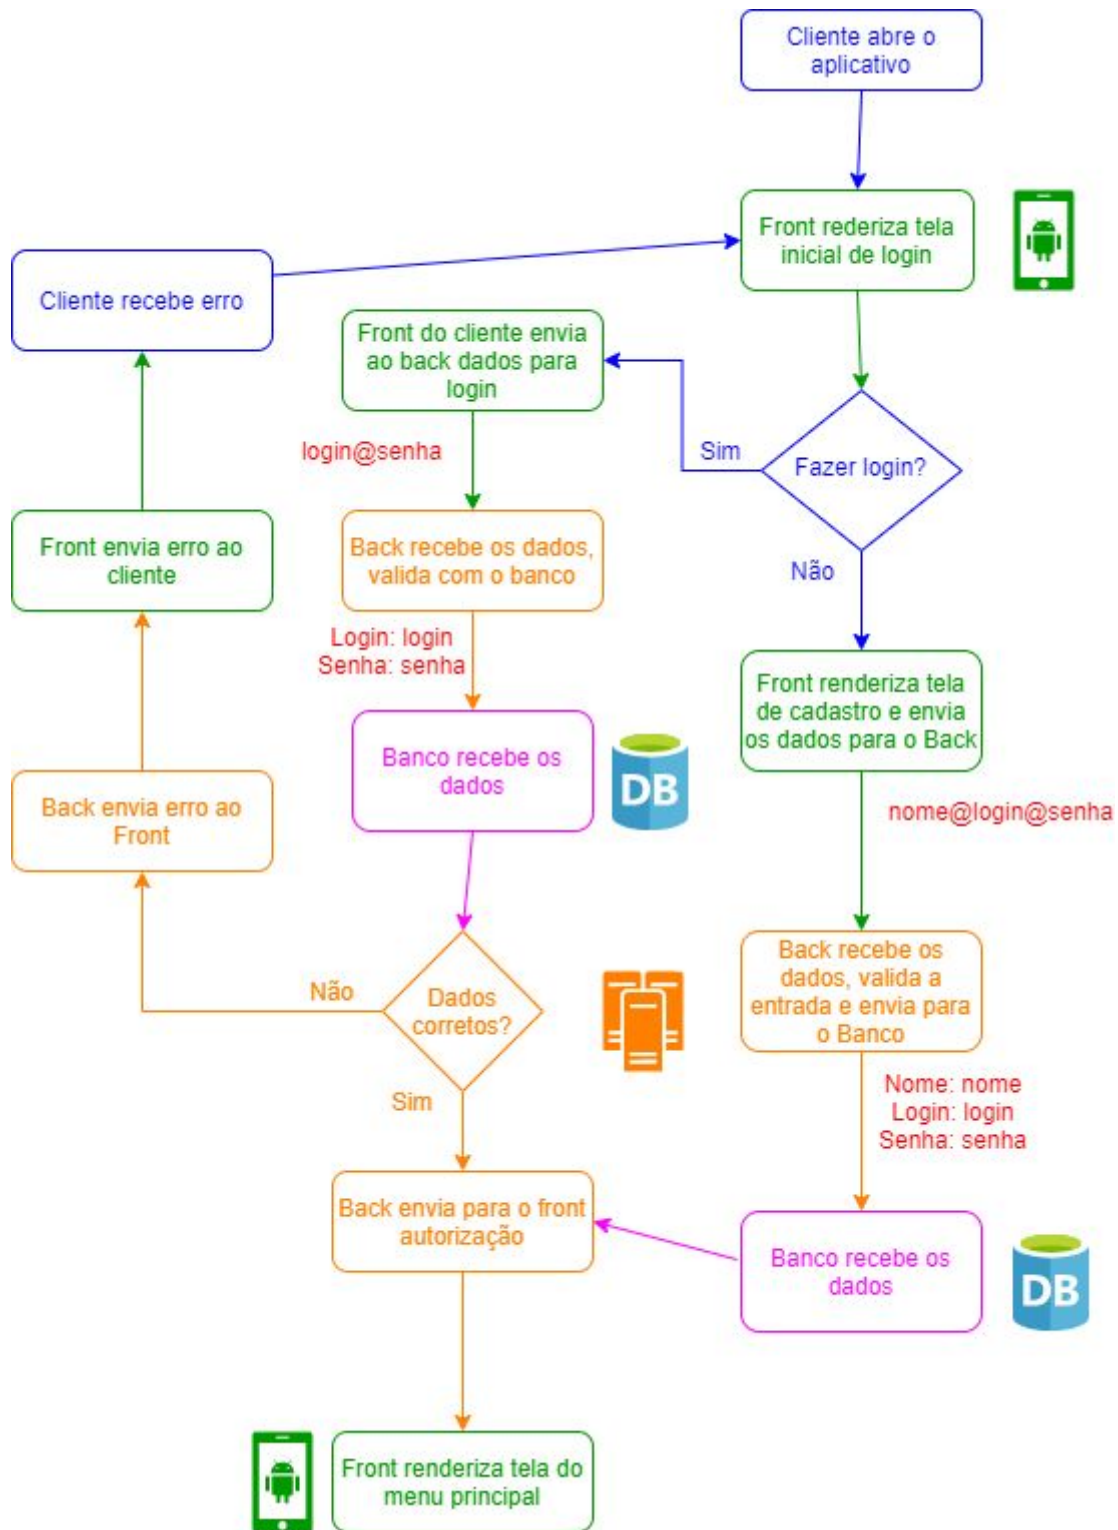 Cliente abre o
aplicativo
Front rederiza tela
inicial de login
Cliente recebe erro
Front do cliente envia
ao back dados para
login
Sim
Fazer login?
login@senha
Front envia erro ao
cliente
Back recebe os dados,
valida com o banco
Não
Login: login
Senha: senha
Front renderiza tela
de cadastro e envia
os dados para o Back
Banco recebe os
dados
DB
Back envia erro ao
Front
nome@login@senha
Back recebe os
dados, valida a
entrada e envia para
o Banco
Não
Dados
corretos?
Sim
Nome: nome
Login: login
Senha: senha
Back envia para o front
autorização
Banco recebe os
dados
DB
Front renderiza tela do
menu principal